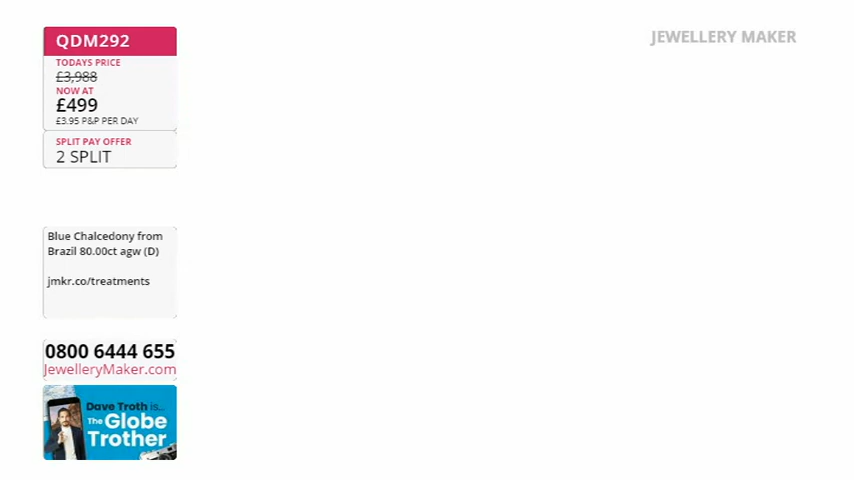 QDM292
TODAYS PRICE
£3,988
NOW AT
£499
£3.95 P&P PER DAY
SPLIT PAY OFFER
2 SPLIT
JEWELLERY MAKER
Blue Chalcedony from
Brazil 80.00ct agw (D)
jmkr.co/treatments
0800 6444 655
JewelleryMaker.com
Dave Troth is...
The Globe
Trother